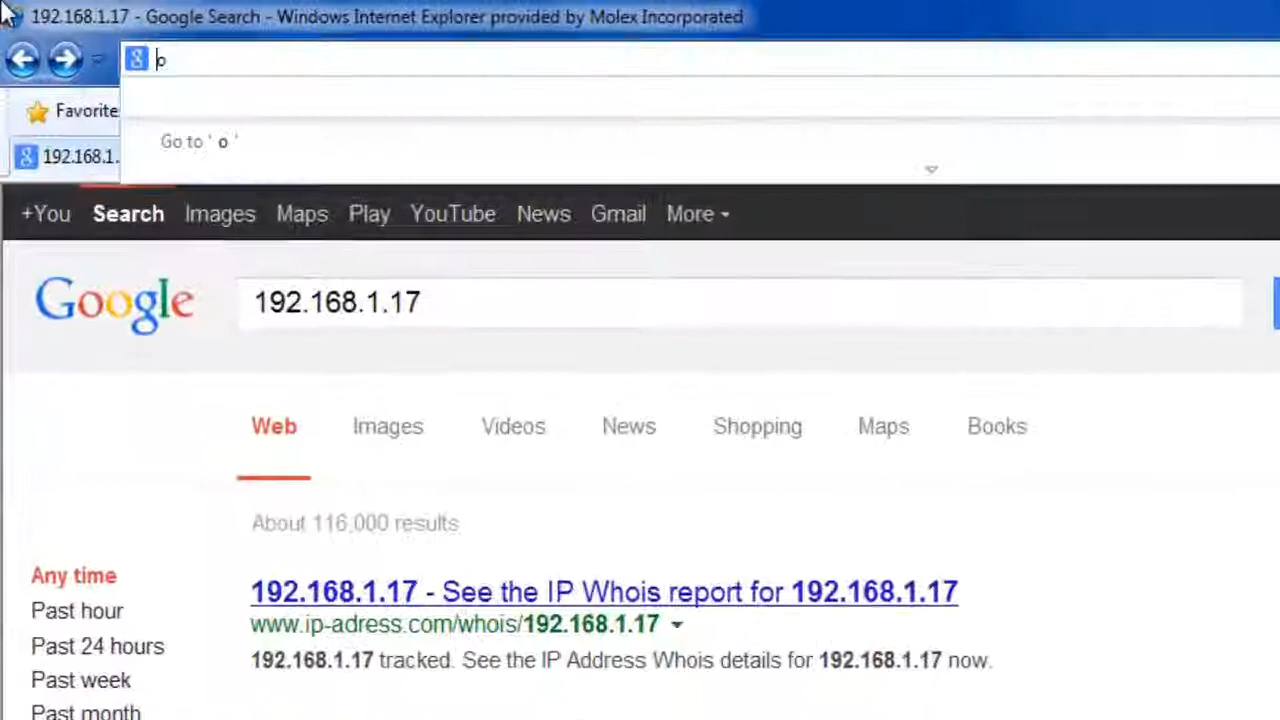 192.168.1.17 - Google Search - Windows Internet Explorer provided by Molex Incorporated
o
Favorite
Go to ' o '
192.168.1.
+You Search Images Maps Play YouTube News Gmail More
Google 192.168.1.17
Web Images Videos News Shopping Maps Books
About 116,000 results
Any time
Past hour
Past 24 hours
Past week
Past month
192.168.1.17 - See the IP Whois report for 192.168.1.17
www.ip-adress.com/whois/192.168.1.17
192.168.1.17 tracked. See the IP Address Whois details for 192.168.1.17 now.